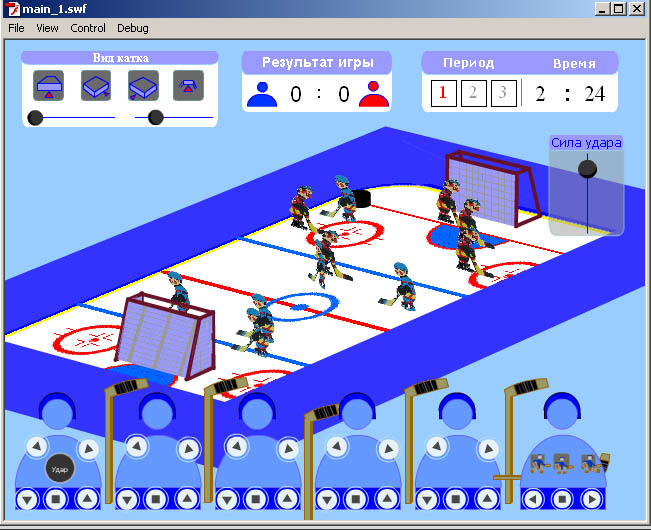 main_1.swf
File View Control Debug
Вид катка
Результат игры
0 : 0
Период Время
1 2 3 2 : 24
Сила удара
Удар